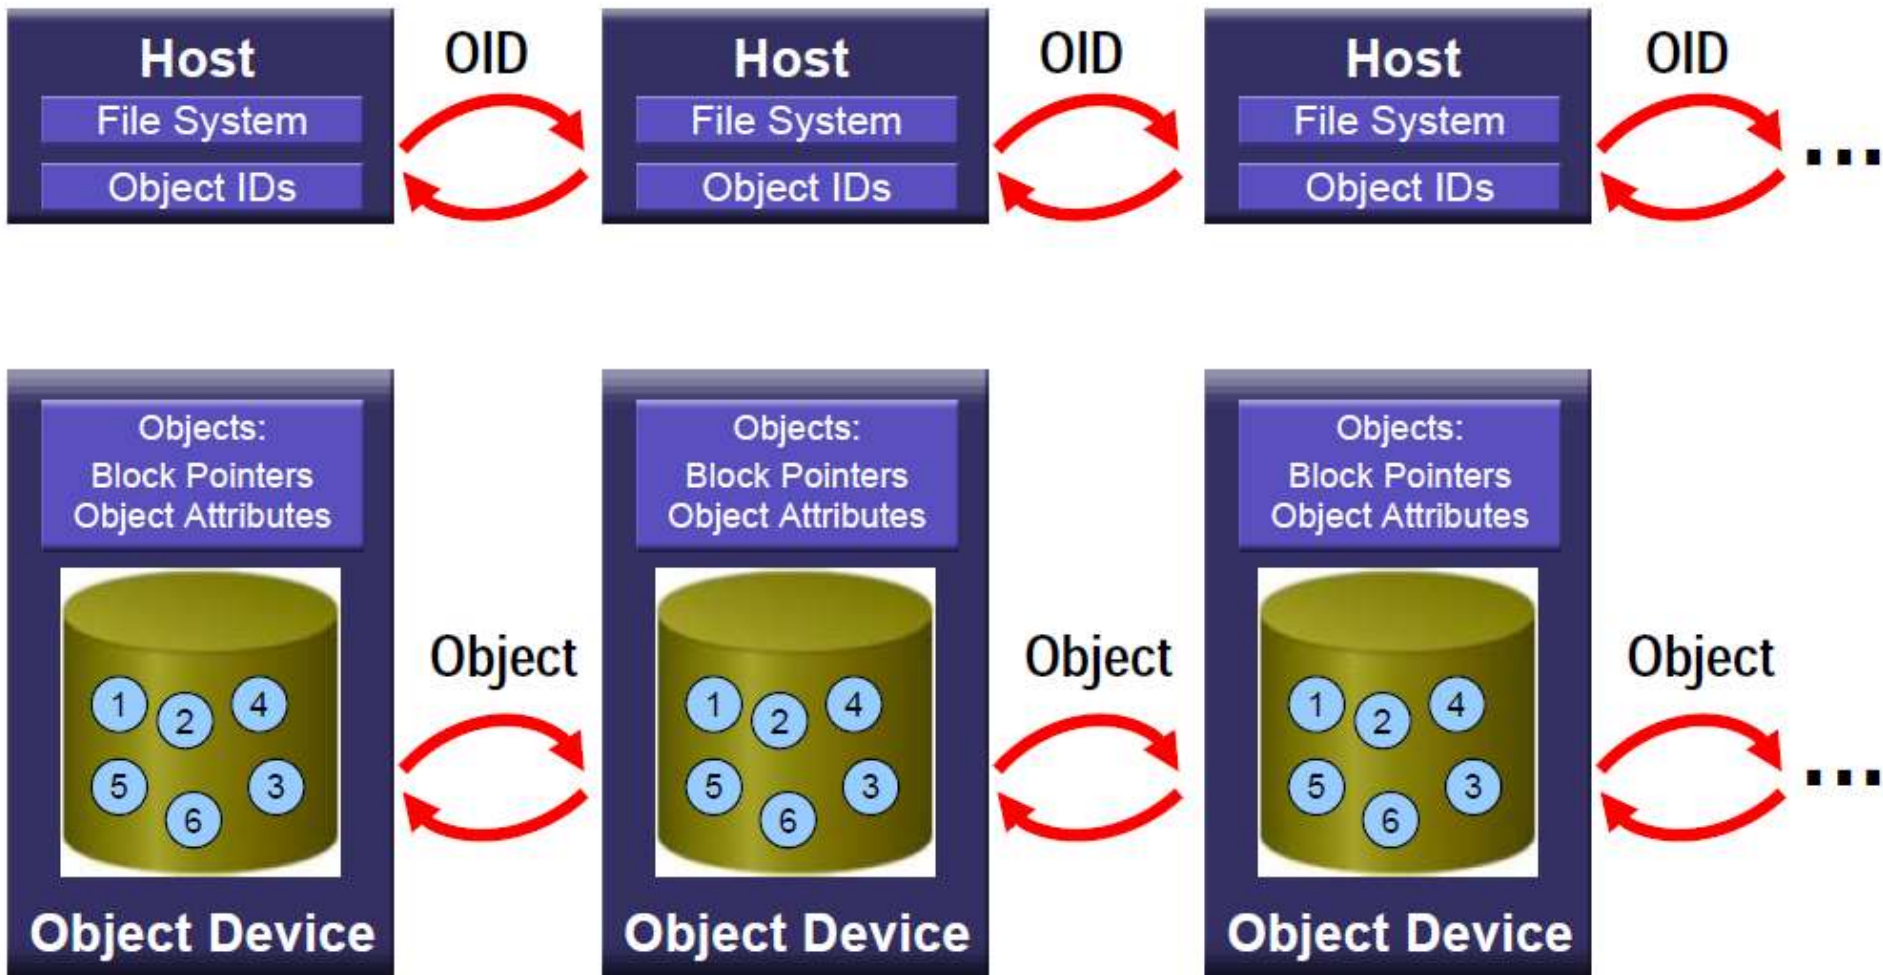 Host
File System
Object IDs
OID
Host
File System
Object IDs
OID
Host
File System
Object IDs
OID
...
Objects:
Block Pointers
Object Attributes
1
2
4
5
3
6
Object Device
Object
Objects:
Block Pointers
Object Attributes
1
2
4
5
3
6
Object Device
Object
Objects:
Block Pointers
Object Attributes
1
2
4
5
3
6
Object Device
Object
...